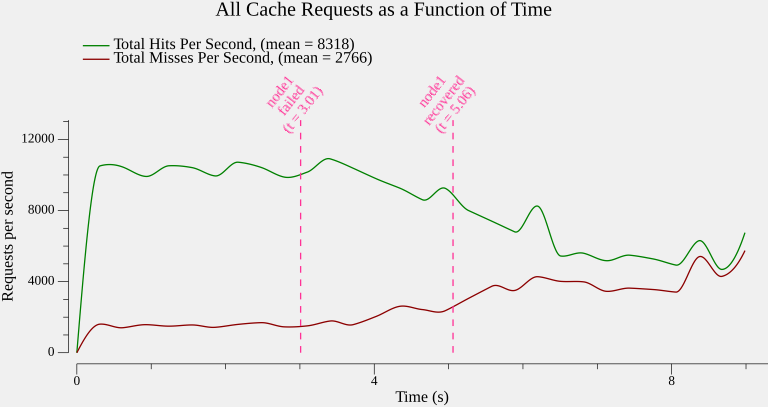 All Cache Requests as a Function of Time
Total Hits Per Second, (mean = 8318)
Total Misses Per Second, (mean = 2766)
node1
failed
(t = 3.01)
node1
recovered
(t = 5.06)
12000
8000
4000
0
Requests per second
0 4 8
Time (s)